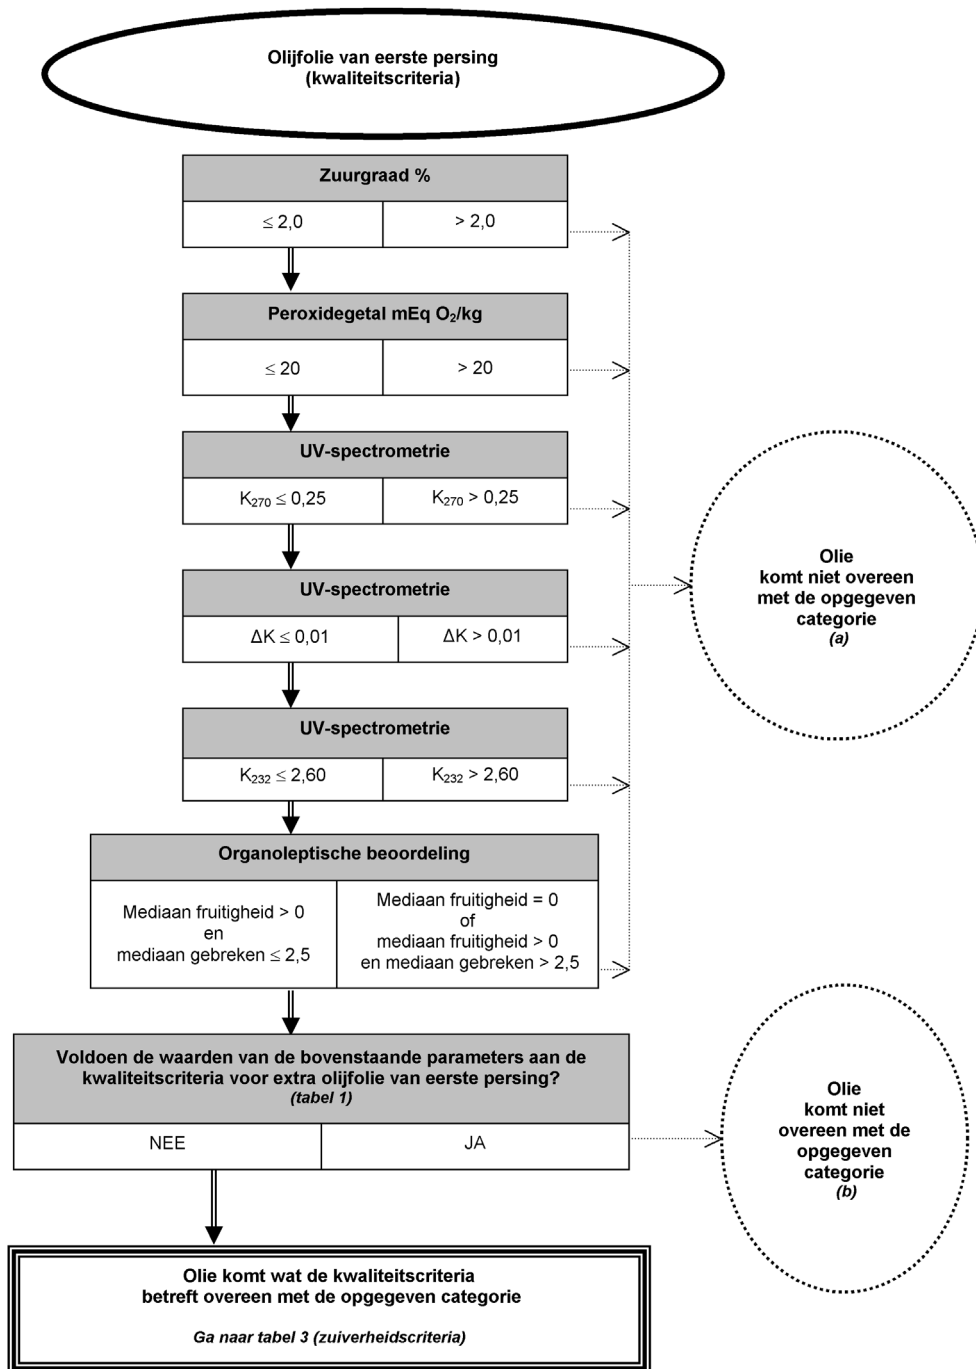 Olijfolie van eerste persing
(kwaliteitscriteria)
Zuurgraad %
≤ 2,0
> 2,0
Peroxidegetal mEq O₂/kg
≤ 20
> 20
UV-spectrometrie
K₂₇₀ ≤ 0,25
K₂₇₀ > 0,25
UV-spectrometrie
ΔK ≤ 0,01
ΔK > 0,01
UV-spectrometrie
K₂₃₂ ≤ 2,60
K₂₃₂ > 2,60
Organoleptische beoordeling
Mediaan fruitigheid > 0
en
mediaan gebreken ≤ 2,5
Mediaan fruitigheid = 0
of
mediaan fruitigheid > 0
en mediaan gebreken > 2,5
Olie
komt niet overeen
met de opgegeven
categorie
(a)
Voldoen de waarden van de bovenstaande parameters aan de
kwaliteitscriteria voor extra olijfolie van eerste persing?
(tabel 1)
NEE
JA
Olie
komt niet
overeen met de
opgegeven
categorie
(b)
Olie komt wat de kwaliteitscriteria
betreft overeen met de opgegeven categorie
Ga naar tabel 3 (zuiverheidscriteria)